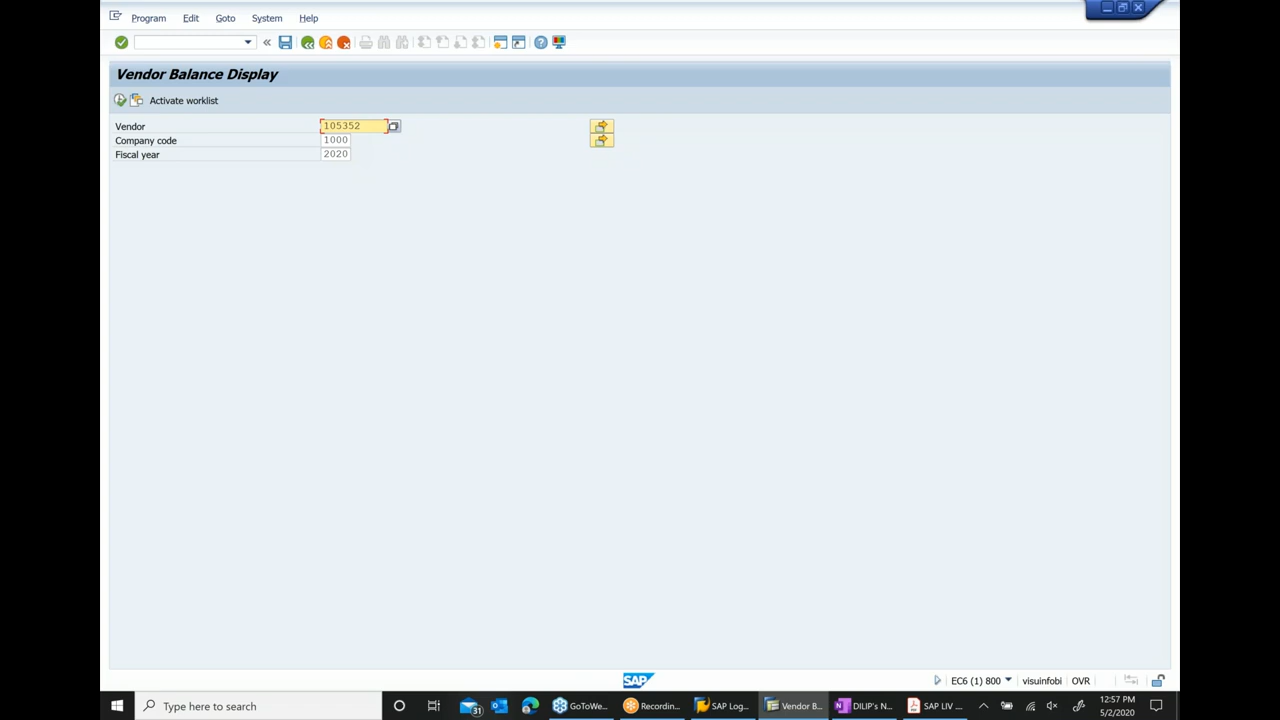 Program Edit Goto System Help
Vendor Balance Display
Activate worklist
Vendor 105352
Company code 1000
Fiscal year 2020
SAP
EC6 (1) 800 visuinfobi OVR
Type here to search 31 GoToWe... Recordin... SAP Log... Vendor B... DILIP's N... SAP LIV ... 12:57 PM
5/2/2020